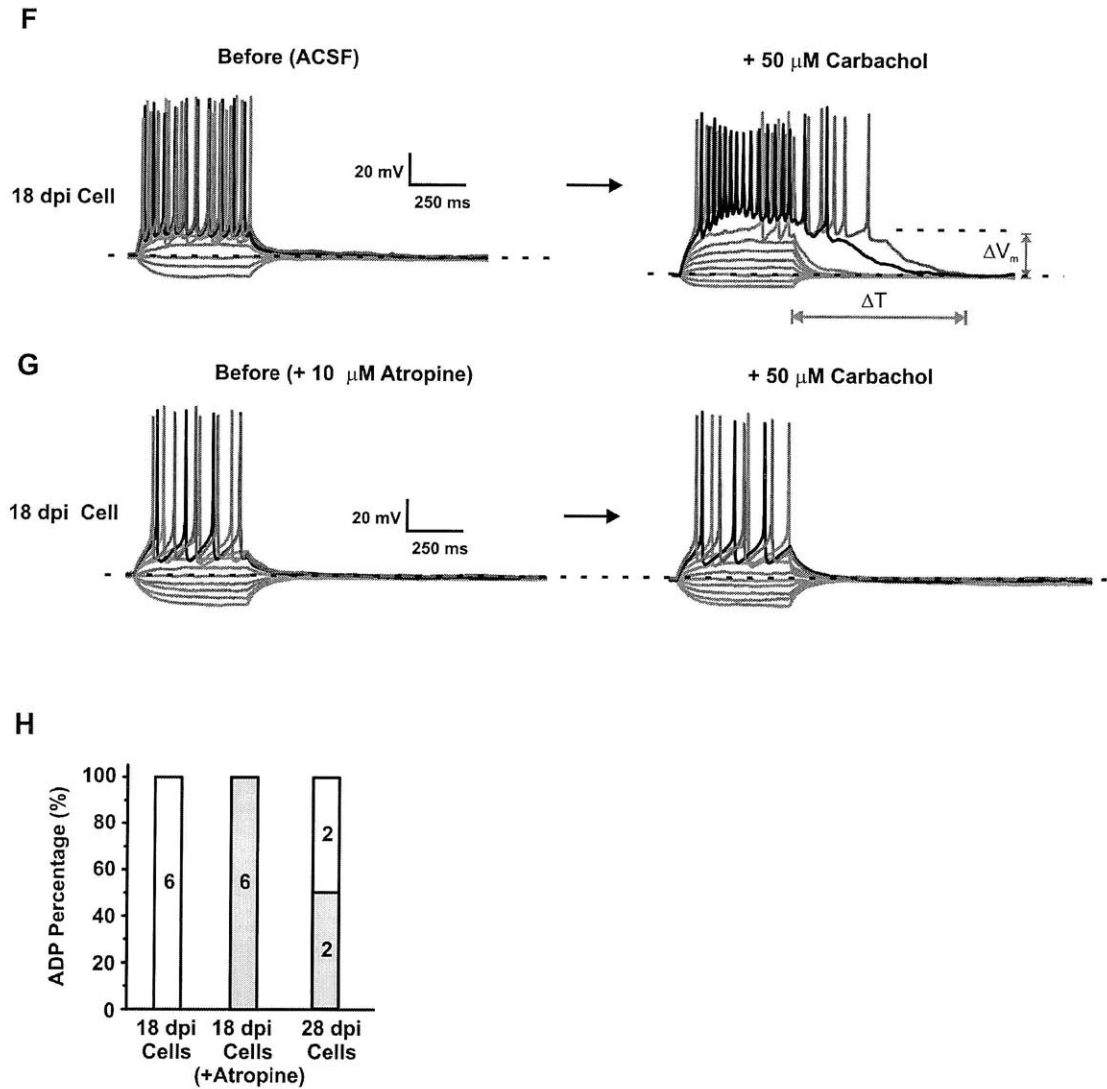 F
Before (ACSF)
+ 50 μM Carbachol
18 dpi Cell
20 mV
250 ms
ΔVm
ΔT
G
Before (+ 10 μM Atropine)
+ 50 μM Carbachol
18 dpi Cell
20 mV
250 ms
H
ADP Percentage (%)
100
80
60
40
20
0
6
6
2
2
18 dpi
Cells
18 dpi
Cells
(+Atropine)
28 dpi
Cells